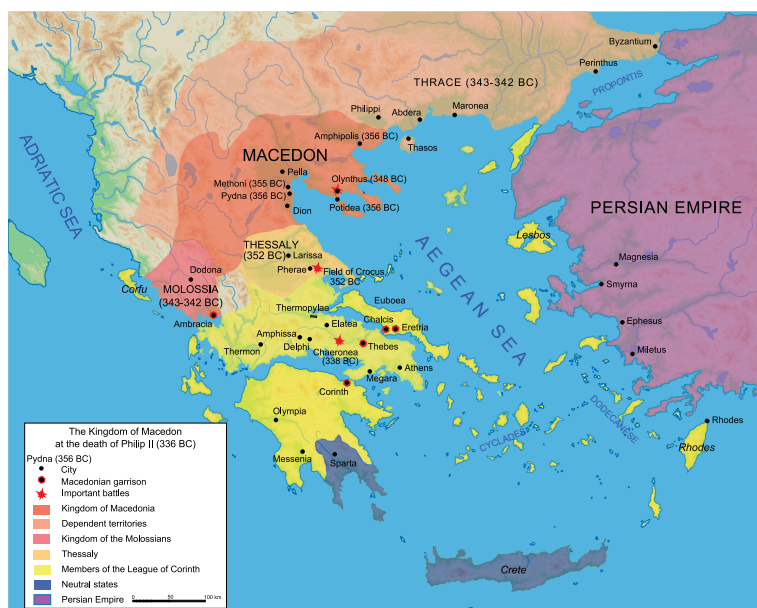 Byzantium
Perinthus
THRACE (343-342 BC)
PROPONTIS
Philippi
Abdera
Maronea
Amphipolis (356 BC)
Thasos
ADRIATIC SEA
MACEDON
Pella
Olynthus (348 BC)
Methoni (355 BC)
Pydna (356 BC)
Potidea (356 BC)
Dion
PERSIAN EMPIRE
THESSALY
(352 BC)
Larissa
Lesbos
AEGEAN SEA
Pherae
Field of Crocus
352 BC
Magnesia
Dodona
Corfu
MOLOSSIA
(343-342 BC)
Smyrna
Euboea
Thermopylae
Chalcis
Ambracia
Elatea
Eretria
Ephesus
Amphissa
Delphi
Thermon
Chaeronea
(338 BC)
Thebes
Miletus
Athens
Megara
Corinth
DODECANESE
Olympia
Rhodes
CYCLADES
Rhodes
Messenia
Sparta
Crete
The Kingdom of Macedon
at the death of Philip II (336 BC)
Pydna (356 BC)
City
Macedonian garrison
Important battles
Kingdom of Macedonia
Dependent territories
Kingdom of the Molossians
Thessaly
Members of the League of Corinth
Neutral states
Persian Empire
0
100 km